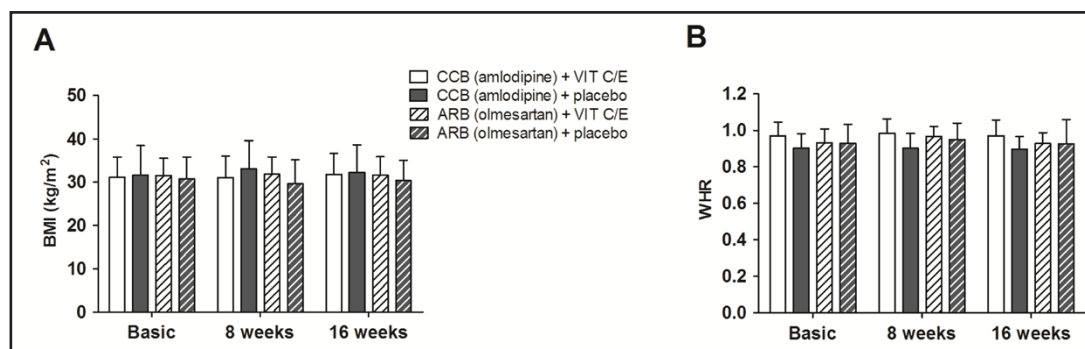 A
BMI (kg/m²)
50
40
30
20
10
0
Basic
8 weeks
16 weeks
CCB (amlodipine) + VIT C/E
CCB (amlodipine) + placebo
ARB (olmesartan) + VIT C/E
ARB (olmesartan) + placebo
B
WHR
1.2
1.0
0.8
0.6
0.4
0.2
0.0
Basic
8 weeks
16 weeks